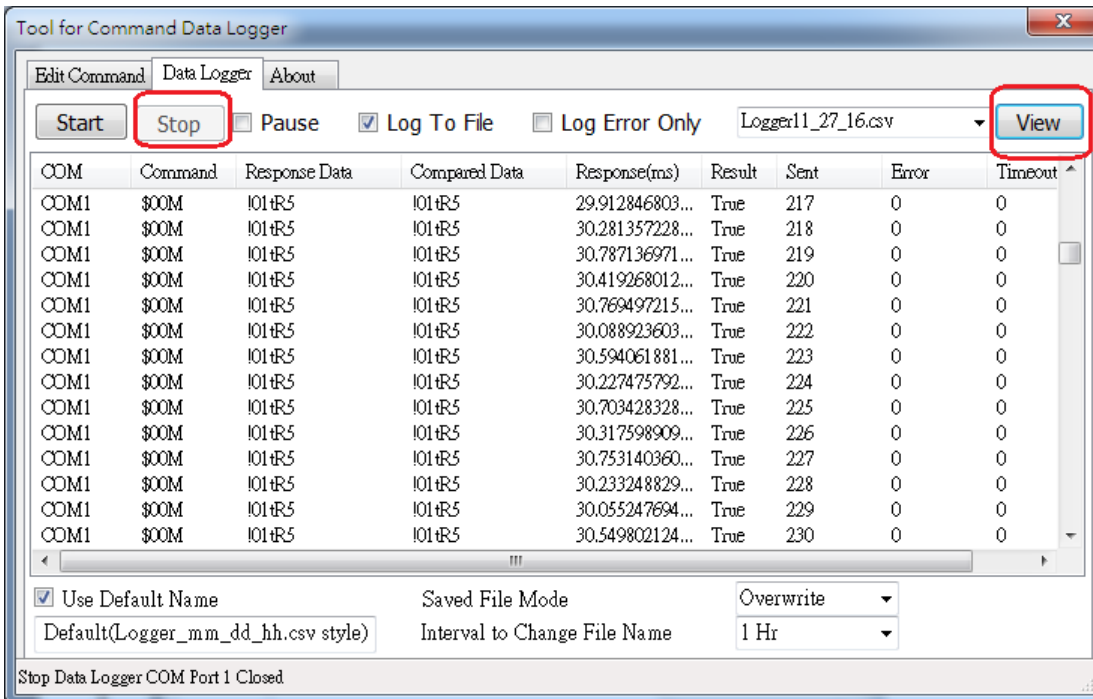 Tool for Command Data Logger
Edit Command Data Logger About
Start Stop Pause Log To File Log Error Only Logger11_27_16.csv View
COM Command Response Data Compared Data Response(ms) Result Sent Error Timeout
COM1 $00M !01tR5 !01tR5 29.912846803... True 217 0 0
COM1 $00M !01tR5 !01tR5 30.281357228... True 218 0 0
COM1 $00M !01tR5 !01tR5 30.787136971... True 219 0 0
COM1 $00M !01tR5 !01tR5 30.419268012... True 220 0 0
COM1 $00M !01tR5 !01tR5 30.769497215... True 221 0 0
COM1 $00M !01tR5 !01tR5 30.088923603... True 222 0 0
COM1 $00M !01tR5 !01tR5 30.594061881... True 223 0 0
COM1 $00M !01tR5 !01tR5 30.227475792... True 224 0 0
COM1 $00M !01tR5 !01tR5 30.703428328... True 225 0 0
COM1 $00M !01tR5 !01tR5 30.317598909... True 226 0 0
COM1 $00M !01tR5 !01tR5 30.753140360... True 227 0 0
COM1 $00M !01tR5 !01tR5 30.233248829... True 228 0 0
COM1 $00M !01tR5 !01tR5 30.055247694... True 229 0 0
COM1 $00M !01tR5 !01tR5 30.549802124... True 230 0 0
Use Default Name Saved File Mode Overwrite
Default(Logger_mm_dd_hh.csv style) Interval to Change File Name 1 Hr
Stop Data Logger COM Port 1 Closed